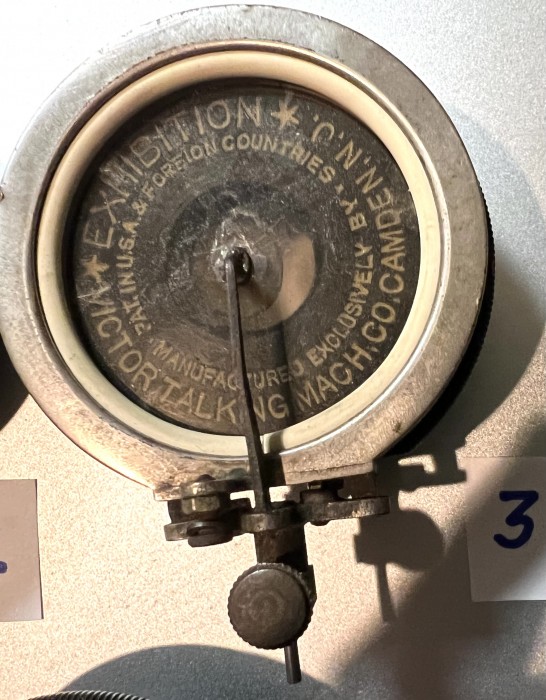 ★ EXHIBITION ★
VICTOR TALKING MACH. CO. CAMDEN. N. J.
PAT. IN U.S.A. & FOREIGN COUNTRIES
MANUFACTURED EXCLUSIVELY BY
3